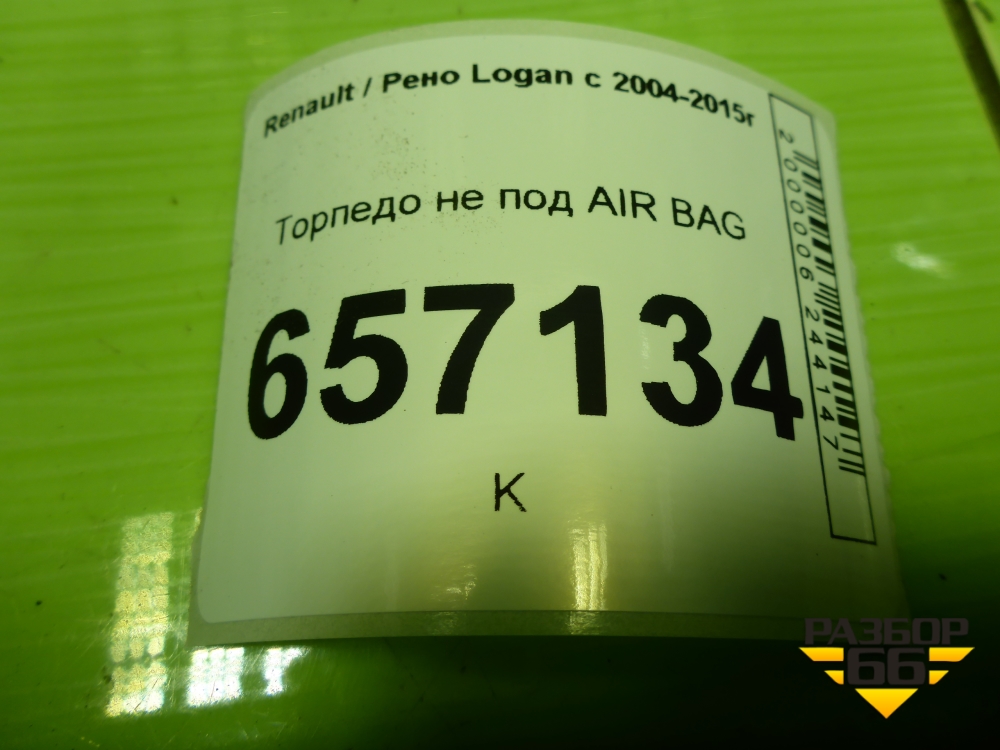 Renault / Рено Logan с 2004-2015г
Торпедо не под AIR BAG
657134
К
2000006244147
РАЗБОР
66